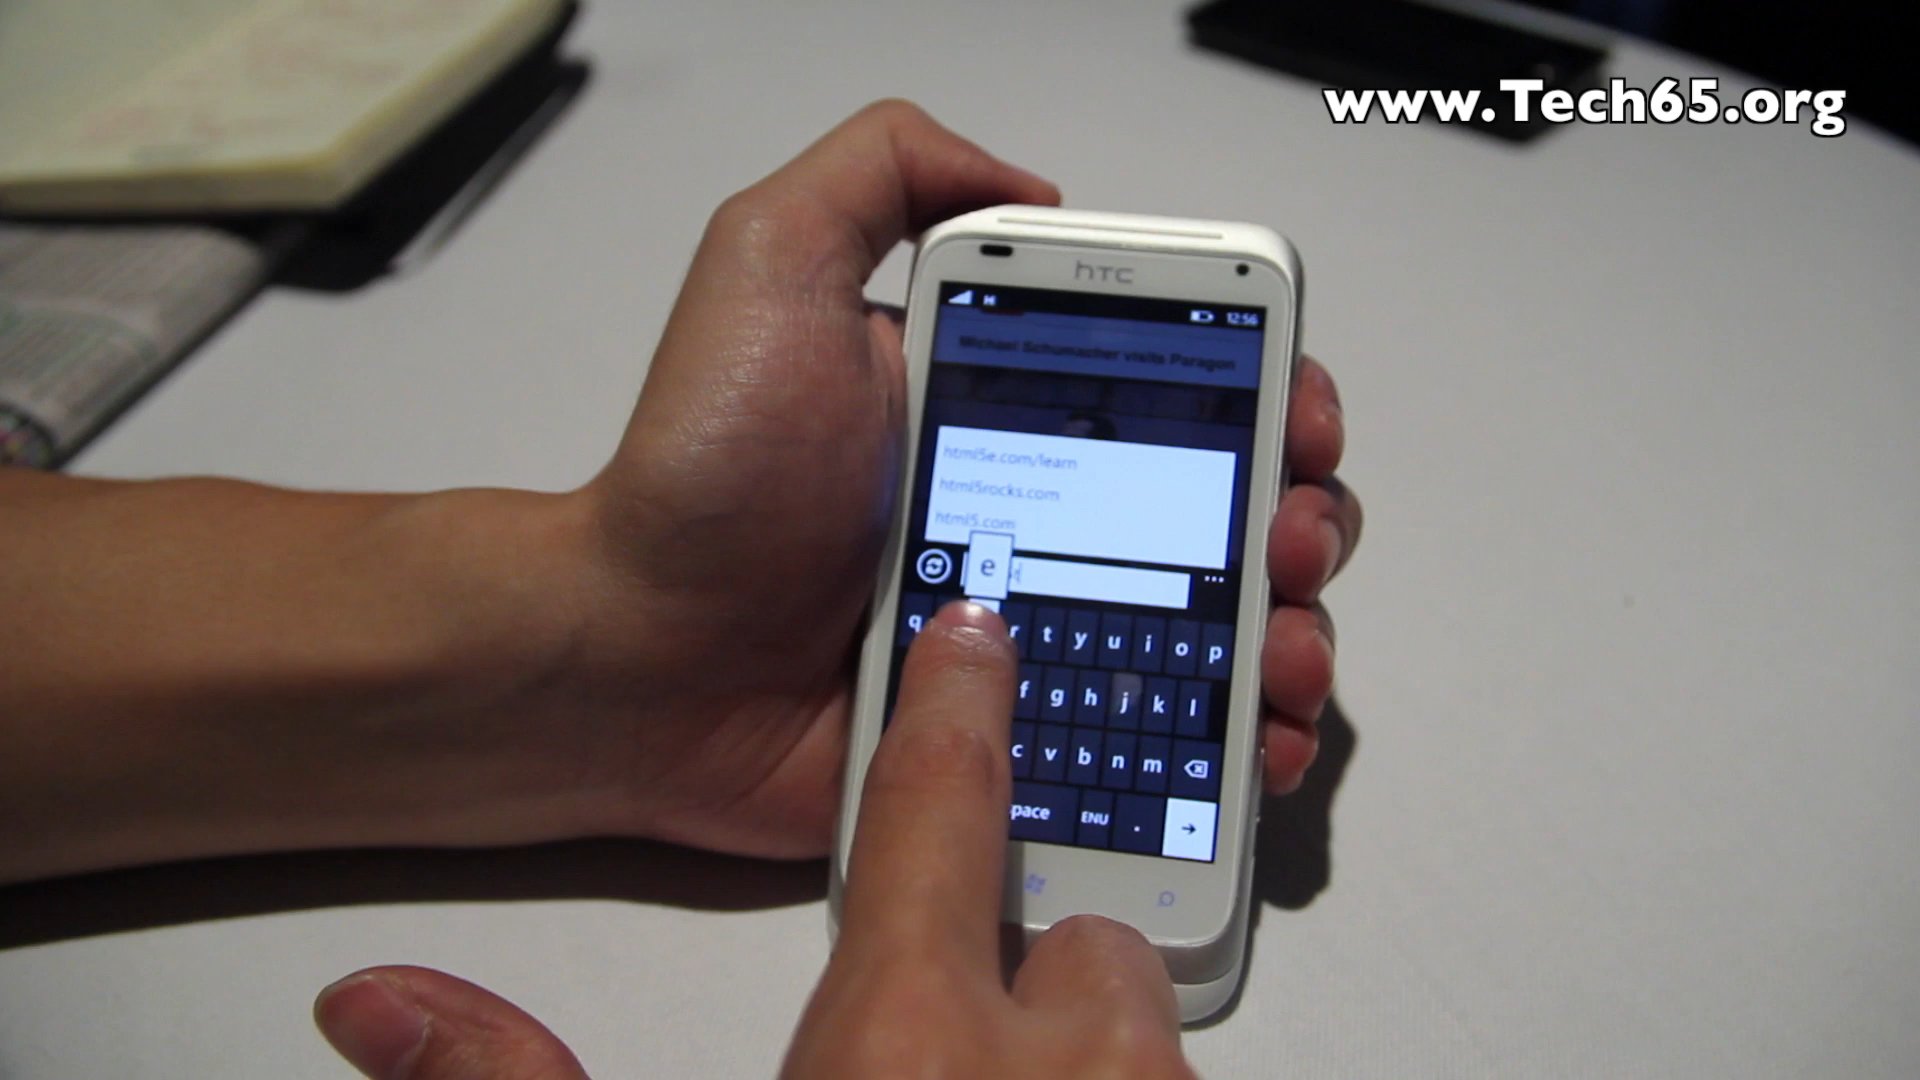 www.Tech65.org
hTC
H
12:56
Michael Schumacher visits Paragon
html5e.com/learn
html5rocks.com
html5.com
e
q r t y u i o p
f g h j k l
c v b n m
pace ENU . →